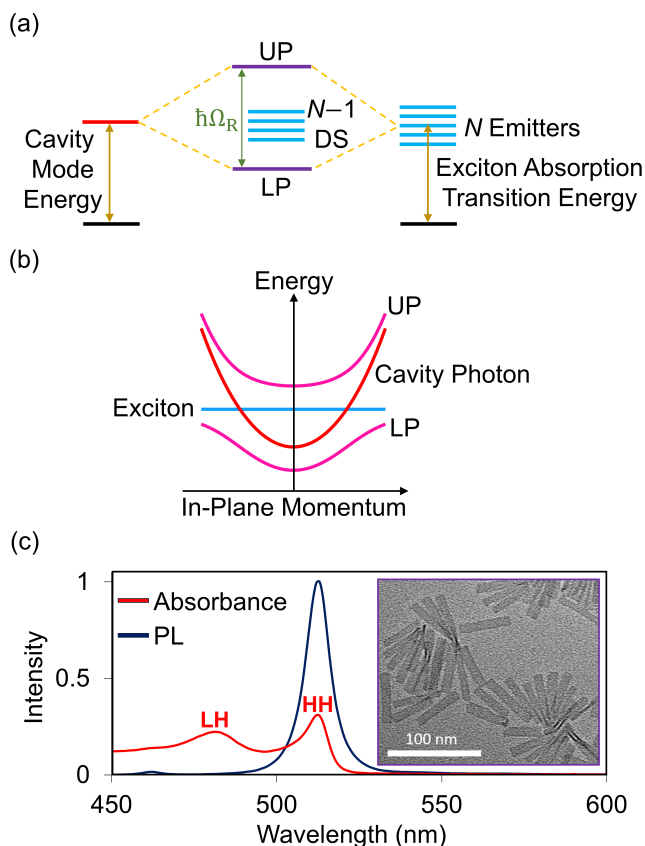 (a)
UP
ħΩR
N−1
DS
LP
Cavity
Mode
Energy
N Emitters
Exciton Absorption
Transition Energy
(b)
Energy
UP
Cavity Photon
Exciton
LP
In-Plane Momentum
(c)
Absorbance
PL
LH
HH
100 nm
Intensity
1
0.5
0
450
500
550
600
Wavelength (nm)